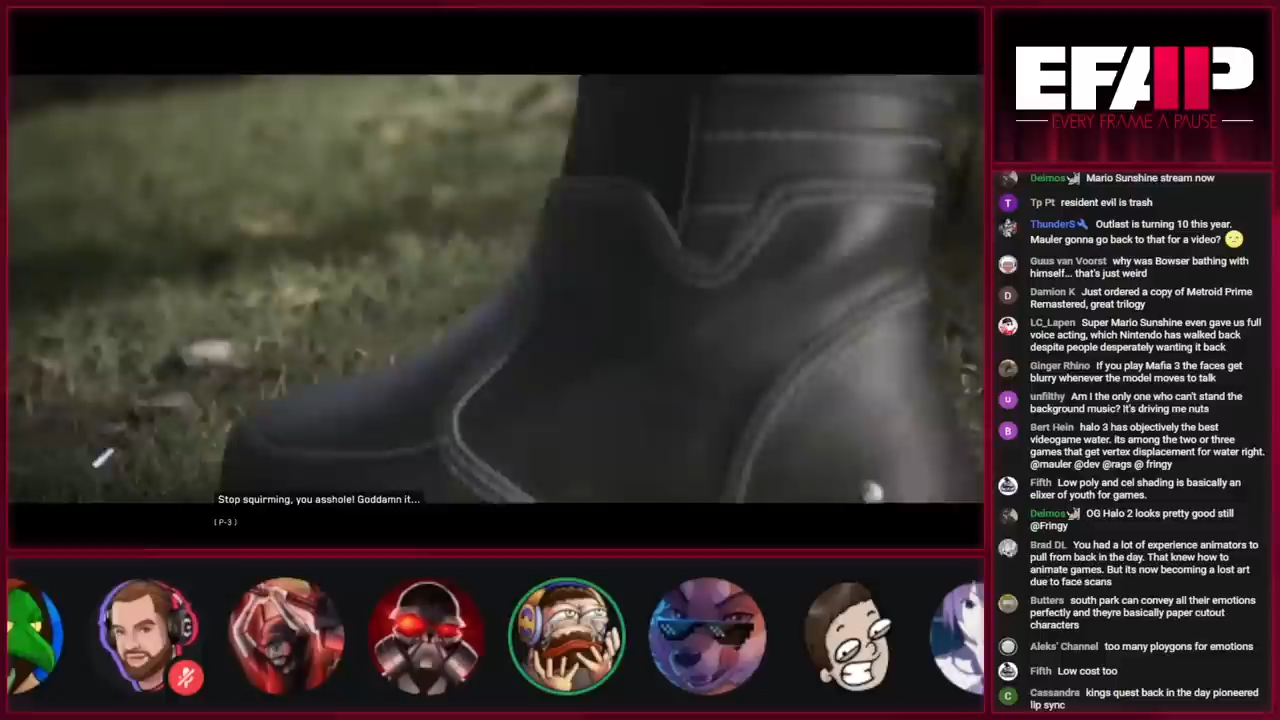 EFAP
EVERY FRAME A PAUSE
Deimos Mario Sunshine stream now
Tp Pt resident evil is trash
ThunderS Outlast is turning 10 this year.
Mauler gonna go back to that for a video?
Guus van Voorst why was Bowser bathing with
himself... that's just weird
Damion K Just ordered a copy of Metroid Prime
Remastered, great trilogy
LC_Lapen Super Mario Sunshine even gave us full
voice acting, which Nintendo has walked back
despite people desperately wanting it back
Ginger Rhino If you play Mafia 3 the faces get
blurry whenever the model moves to talk
unfilthy Am I the only one who can't stand the
background music? It's driving me nuts
Bert Hein halo 3 has objectively the best
videogame water. its among the two or three
games that get vertex displacement for water right.
@mauler @dev @rags @ fringy
Fifth Low poly and cel shading is basically an
elixer of youth for games.
Deimos OG Halo 2 looks pretty good still
@Fringy
Brad DL You had a lot of experience animators to
pull from back in the day. That knew how to
animate games. But its now becoming a lost art
due to face scans
Butters south park can convey all their emotions
perfectly and theyre basically paper cutout
characters
Aleks' Channel too many ploygons for emotions
Fifth Low cost too
Cassandra kings quest back in the day pioneered
lip sync
T
D
U
B
C
Stop squirming, you asshole! Goddamn it...
( P-3 )